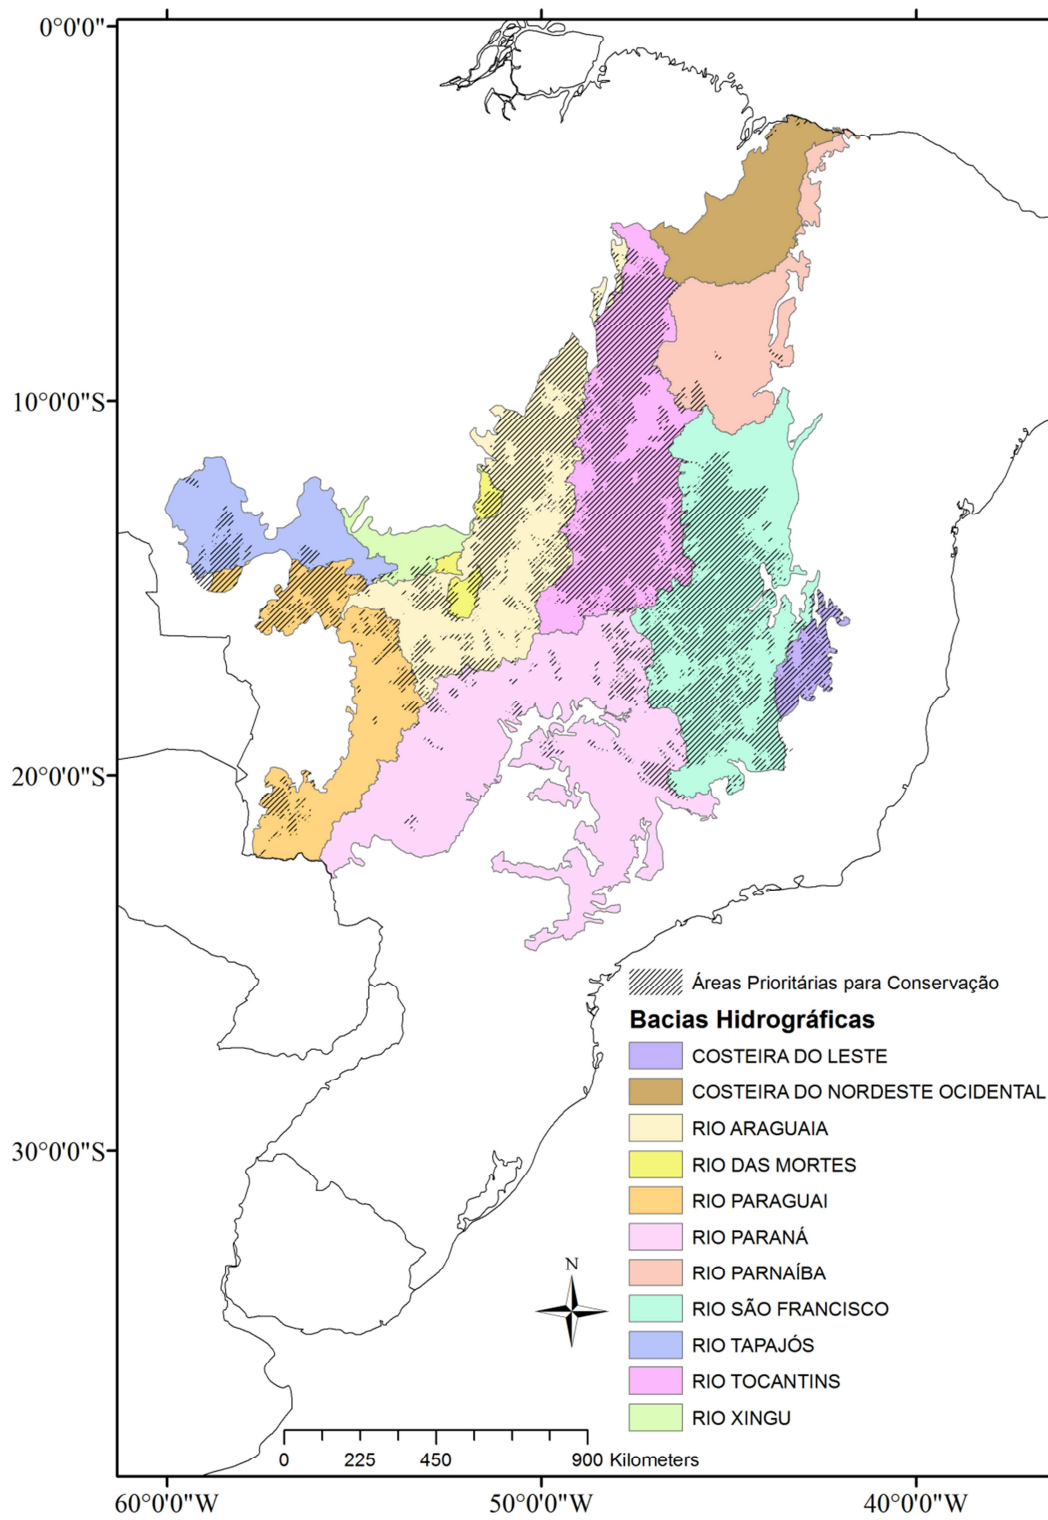 0°0'0"
10°0'0"S
20°0'0"S
30°0'0"S
Áreas Prioritárias para Conservação
Bacias Hidrográficas
COSTEIRA DO LESTE
COSTEIRA DO NORDESTE OCIDENTAL
RIO ARAGUAIA
RIO DAS MORTES
RIO PARAGUAI
RIO PARANÁ
RIO PARNAÍBA
RIO SÃO FRANCISCO
RIO TAPAJÓS
RIO TOCANTINS
RIO XINGU
N
0 225 450 900 Kilometers
60°0'0"W 50°0'0"W 40°0'0"W